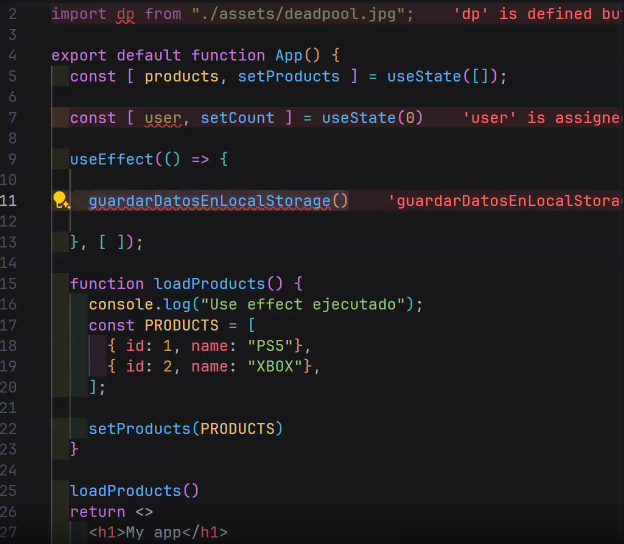 2 import dp from "./assets/deadpool.jpg"; 'dp' is defined bu
3
4 export default function App() {
5 const [ products, setProducts ] = useState([]);
6
7 const [ user, setCount ] = useState(0) 'user' is assigne
8
9 useEffect(() => {
10
11 guardarDatosEnLocalStorage() 'guardarDatosEnLocalStora
12
13 }, [ ]);
14
15 function loadProducts() {
16 console.log("Use effect ejecutado");
17 const PRODUCTS = [
18 { id: 1, name: "PS5"},
19 { id: 2, name: "XBOX"},
20 ];
21
22 setProducts(PRODUCTS)
23 }
24
25 loadProducts()
26 return <>
27 <h1>My app</h1>